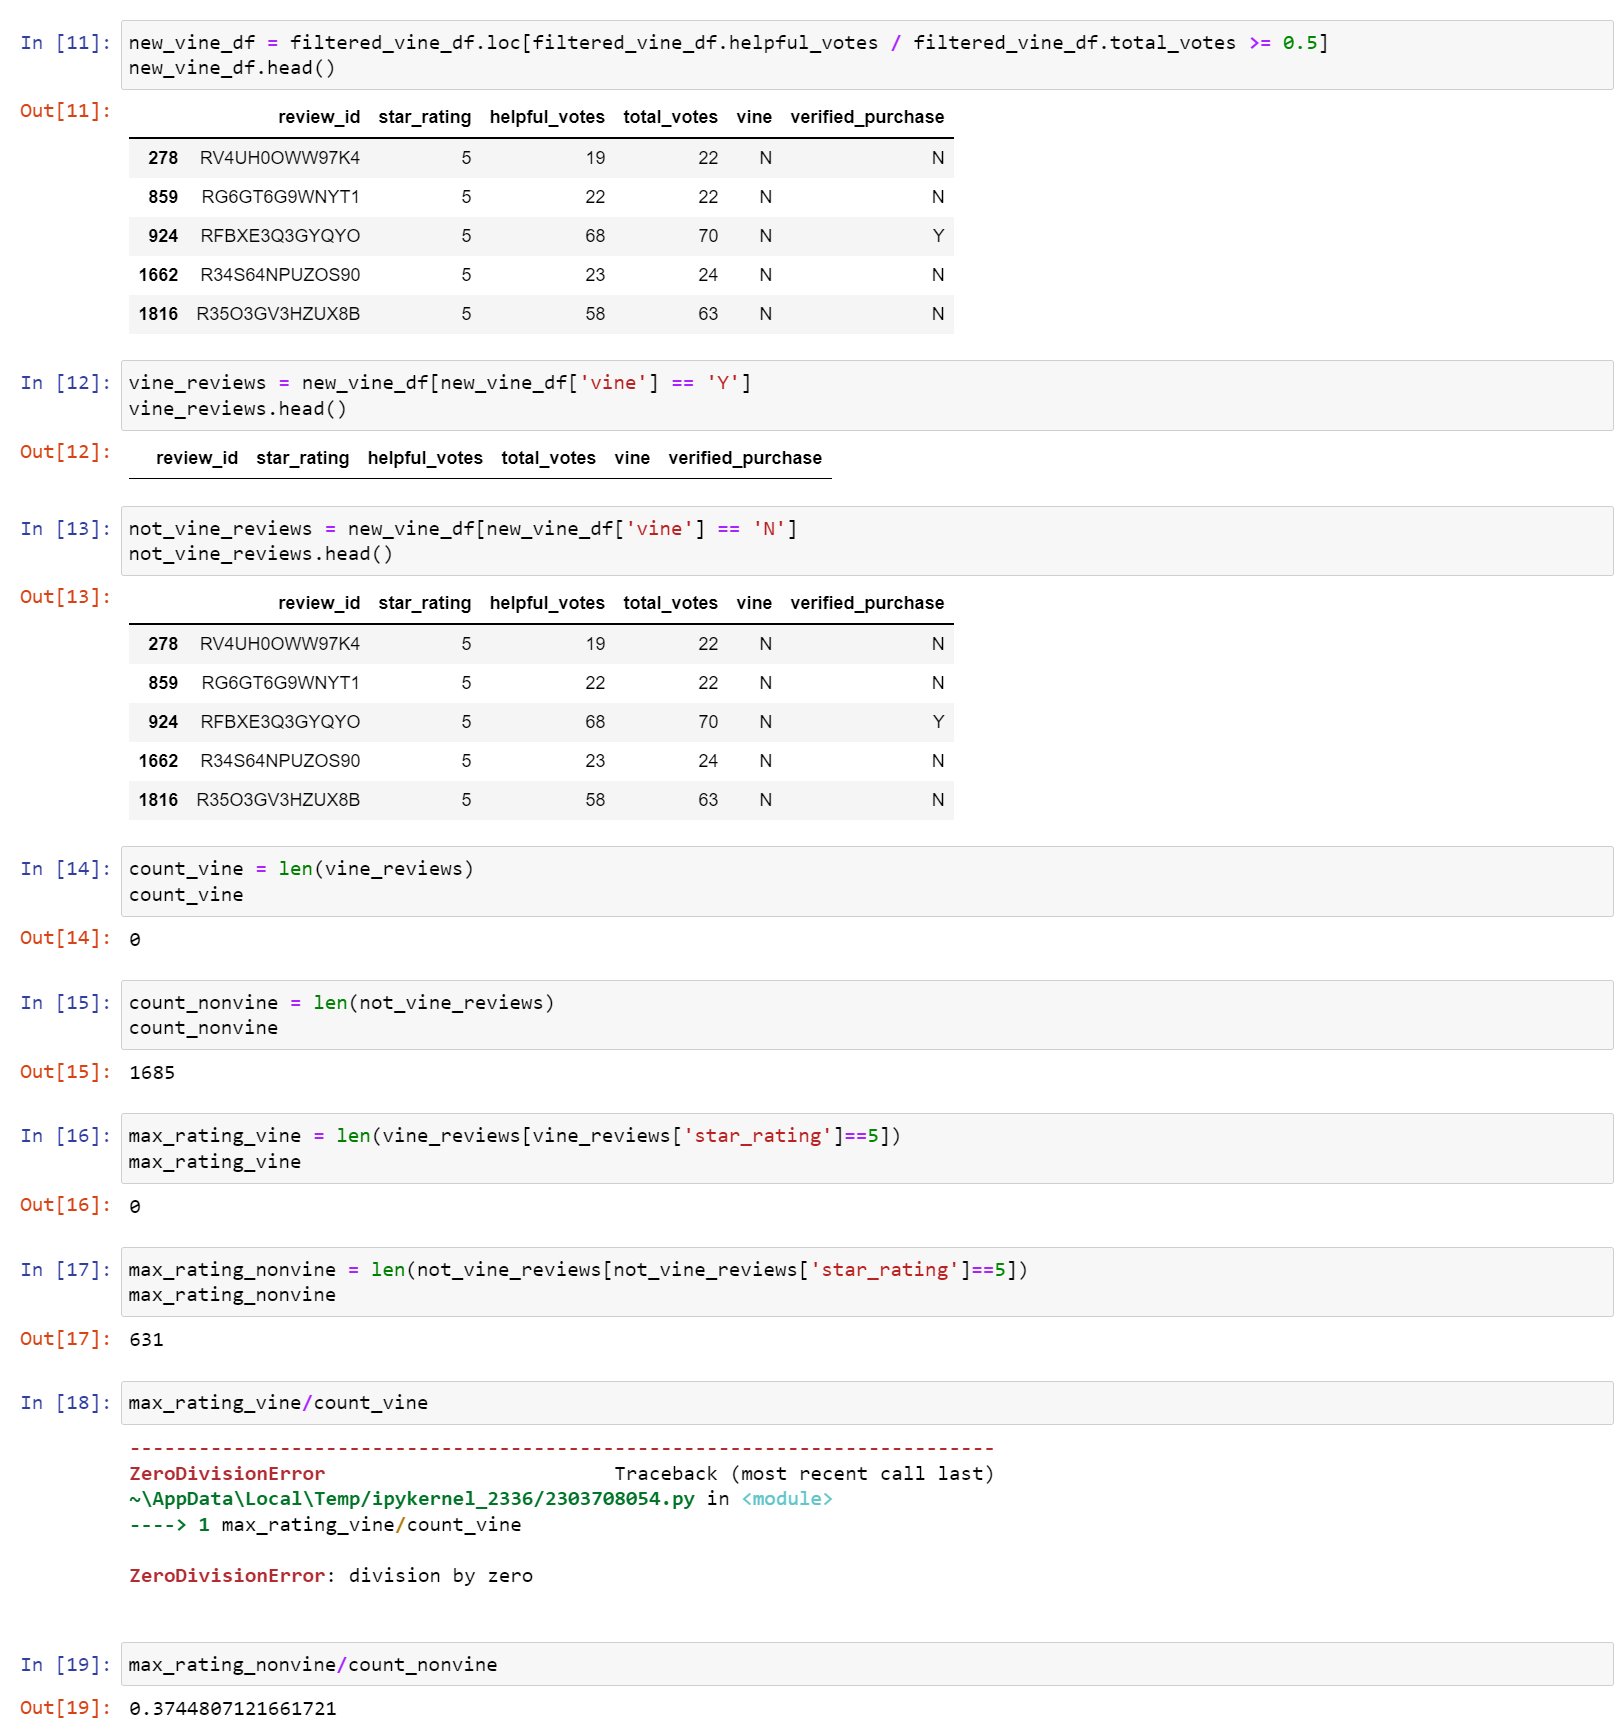 In [11]: new_vine_df = filtered_vine_df.loc[filtered_vine_df.helpful_votes / filtered_vine_df.total_votes >= 0.5]
new_vine_df.head()
Out[11]:
review_id star_rating helpful_votes total_votes vine verified_purchase
278 RV4UH0OWW97K4 5 19 22 N N
859 RG6GT6G9WNYT1 5 22 22 N N
924 RFBXE3Q3GYQYO 5 68 70 N Y
1662 R34S64NPUZOS90 5 23 24 N N
1816 R35O3GV3HZUX8B 5 58 63 N N
In [12]: vine_reviews = new_vine_df[new_vine_df['vine'] == 'Y']
vine_reviews.head()
Out[12]:
review_id star_rating helpful_votes total_votes vine verified_purchase
In [13]: not_vine_reviews = new_vine_df[new_vine_df['vine'] == 'N']
not_vine_reviews.head()
Out[13]:
review_id star_rating helpful_votes total_votes vine verified_purchase
278 RV4UH0OWW97K4 5 19 22 N N
859 RG6GT6G9WNYT1 5 22 22 N N
924 RFBXE3Q3GYQYO 5 68 70 N Y
1662 R34S64NPUZOS90 5 23 24 N N
1816 R35O3GV3HZUX8B 5 58 63 N N
In [14]: count_vine = len(vine_reviews)
count_vine
Out[14]: 0
In [15]: count_nonvine = len(not_vine_reviews)
count_nonvine
Out[15]: 1685
In [16]: max_rating_vine = len(vine_reviews[vine_reviews['star_rating']==5])
max_rating_vine
Out[16]: 0
In [17]: max_rating_nonvine = len(not_vine_reviews[not_vine_reviews['star_rating']==5])
max_rating_nonvine
Out[17]: 631
In [18]: max_rating_vine/count_vine
---------------------------------------------------------------------------
ZeroDivisionError Traceback (most recent call last)
~\AppData\Local\Temp/ipykernel_2336/2303708054.py in <module>
----> 1 max_rating_vine/count_vine
ZeroDivisionError: division by zero
In [19]: max_rating_nonvine/count_nonvine
Out[19]: 0.3744807121661721